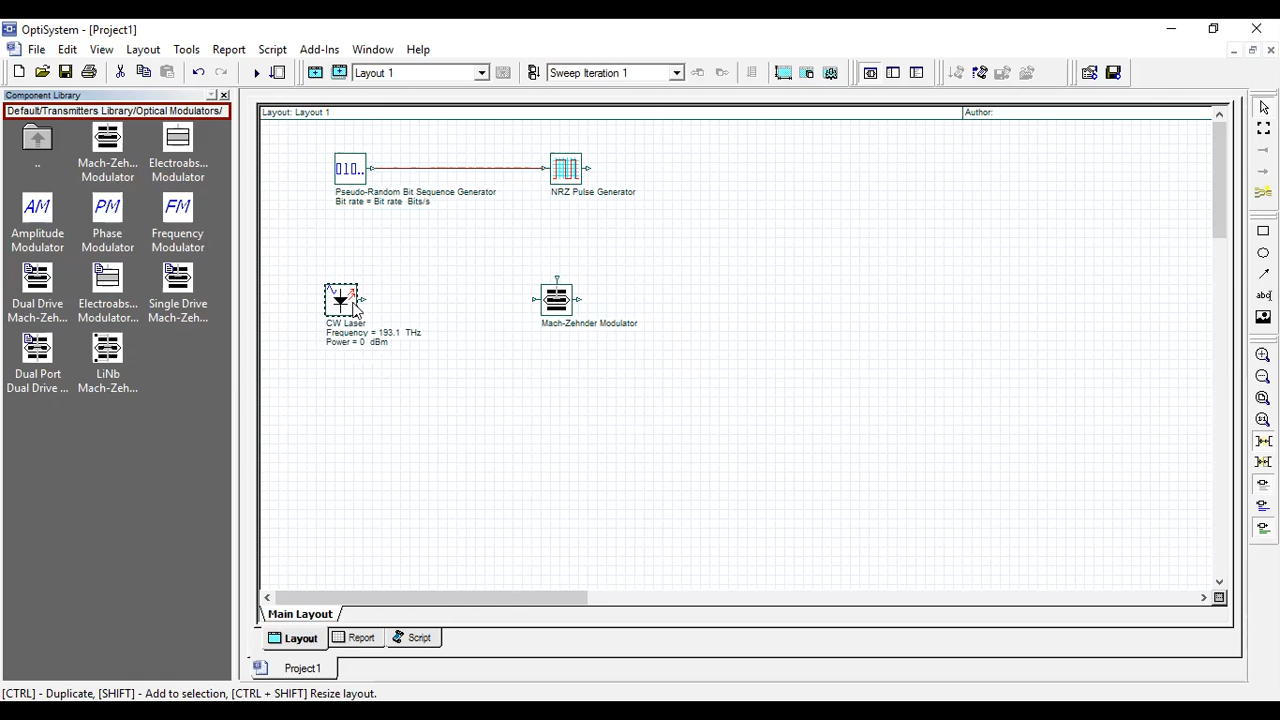 OptiSystem - [Project1]
File Edit View Layout Tools Report Script Add-Ins Window Help
Layout 1
Sweep Iteration 1
Component Library
Default/Transmitters Library/Optical Modulators/
..
Mach-Zeh...
Modulator
Electroabs...
Modulator
AM
PM
FM
Amplitude
Modulator
Phase
Modulator
Frequency
Modulator
Dual Drive
Mach-Zeh...
Electroabs...
Modulator...
Single Drive
Mach-Zeh...
Dual Port
Dual Drive ...
LiNb
Mach-Zeh...
Layout: Layout 1
Author:
010..
Pseudo-Random Bit Sequence Generator
Bit rate = Bit rate Bits/s
NRZ Pulse Generator
CW Laser
Frequency = 193.1 THz
Power = 0 dBm
Mach-Zehnder Modulator
ab|
Main Layout
Layout
Report
Script
Project1
[CTRL] - Duplicate, [SHIFT] - Add to selection, [CTRL + SHIFT] Resize layout.